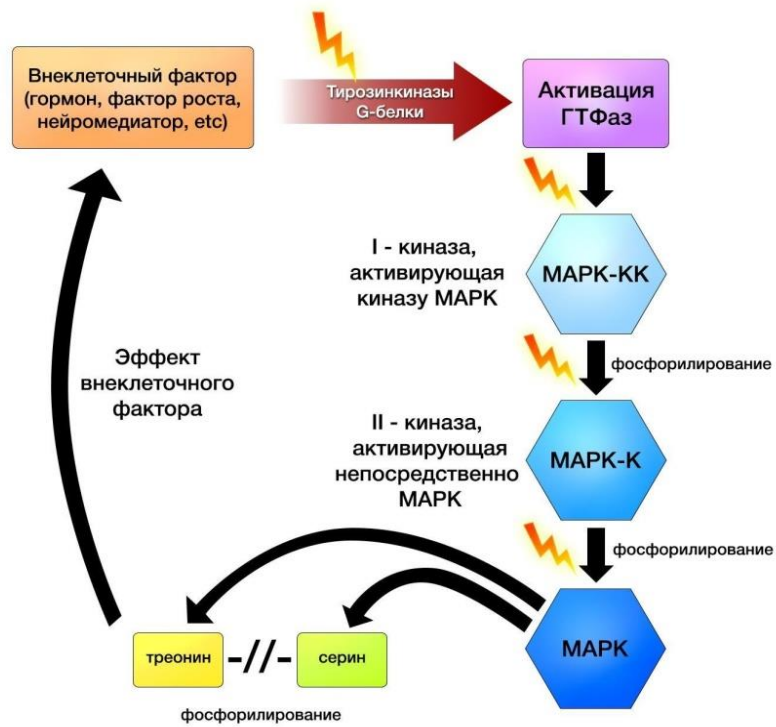 Внеклеточный фактор
(гормон, фактор роста,
нейромедиатор, etc)
Тирозинкиназы
G-белки
Активация
ГТФаз
I - киназа,
активирующая
киназу МАРК
МАРК-КК
фосфорилирование
Эффект
внеклеточного
фактора
II - киназа,
активирующая
непосредственно
МАРК
МАРК-К
фосфорилирование
треонин
-//-
серин
МАРК
фосфорилирование